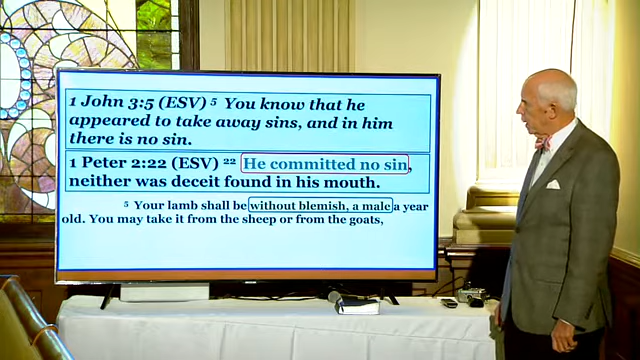 1 John 3:5 (ESV) 5 You know that he
appeared to take away sins, and in him
there is no sin.
1 Peter 2:22 (ESV) 22 He committed no sin,
neither was deceit found in his mouth.
5 Your lamb shall be without blemish, a male a year
old. You may take it from the sheep or from the goats,